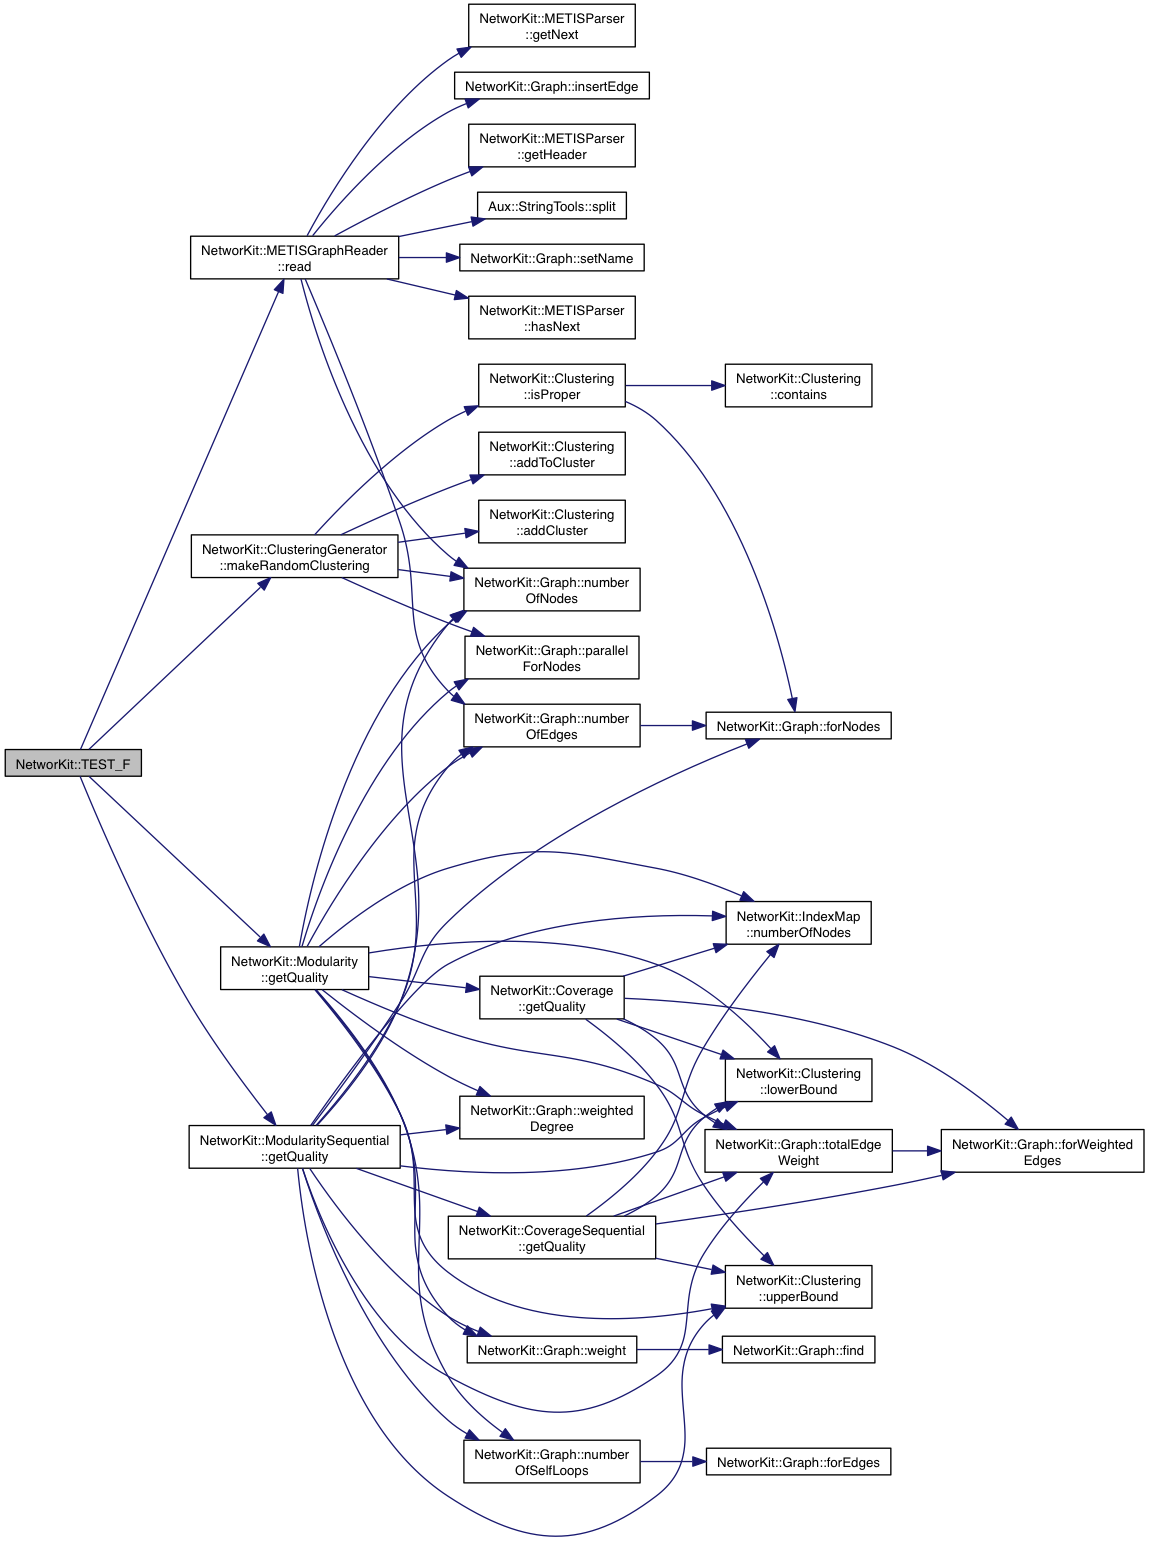 NetworKit::METISParser
::getNext
NetworKit::Graph::insertEdge
NetworKit::METISParser
::getHeader
Aux::StringTools::split
NetworKit::METISGraphReader
::read
NetworKit::Graph::setName
NetworKit::METISParser
::hasNext
NetworKit::Clustering
::isProper
NetworKit::Clustering
::contains
NetworKit::Clustering
::addToCluster
NetworKit::Clustering
::addCluster
NetworKit::ClusteringGenerator
::makeRandomClustering
NetworKit::Graph::number
OfNodes
NetworKit::Graph::parallel
ForNodes
NetworKit::Graph::number
OfEdges
NetworKit::Graph::forNodes
NetworKit::TEST_F
NetworKit::IndexMap
::numberOfNodes
NetworKit::Modularity
::getQuality
NetworKit::Coverage
::getQuality
NetworKit::Clustering
::lowerBound
NetworKit::Graph::weighted
Degree
NetworKit::ModularitySequential
::getQuality
NetworKit::Graph::totalEdge
Weight
NetworKit::Graph::forWeighted
Edges
NetworKit::CoverageSequential
::getQuality
NetworKit::Clustering
::upperBound
NetworKit::Graph::weight
NetworKit::Graph::find
NetworKit::Graph::number
OfSelfLoops
NetworKit::Graph::forEdges